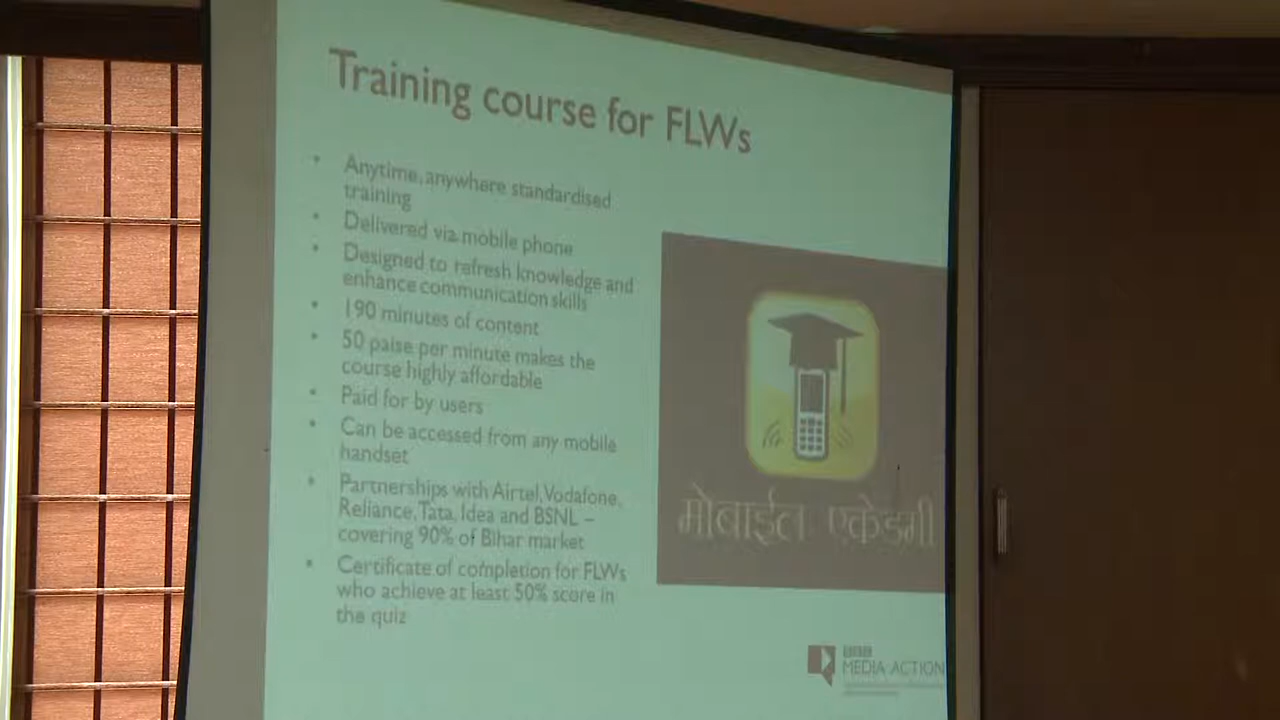 Training course for FLWs
• Anytime, anywhere standardised
training
• Delivered via mobile phone
• Designed to refresh knowledge and
enhance communication skills
• 190 minutes of content
• 50 paise per minute makes the
course highly affordable
• Paid for by users
• Can be accessed from any mobile
handset
• Partnerships with Airtel, Vodafone,
Reliance, Tata, Idea and BSNL –
covering 90% of Bihar market
• Certificate of completion for FLWs
who achieve at least 50% score in
the quiz
मोबाईल एकेडमी
BBC
MEDIA ACTION